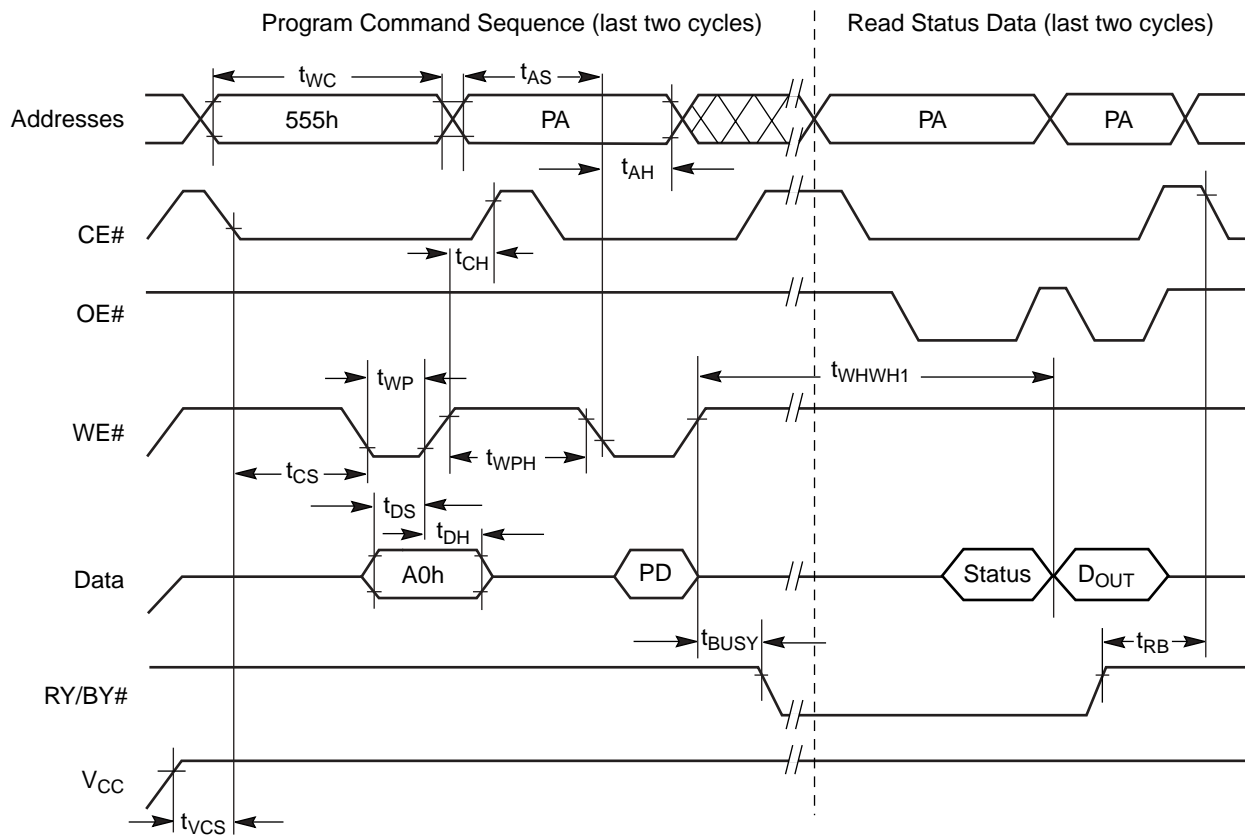 Program Command Sequence (last two cycles)
Read Status Data (last two cycles)
tWC
tAS
Addresses
555h
PA
PA
PA
tAH
CE#
tCH
OE#
tWP
tWHWH1
WE#
tWPH
tCS
tDS
tDH
Data
A0h
PD
Status
DOUT
tBUSY
tRB
RY/BY#
VCC
tVCS